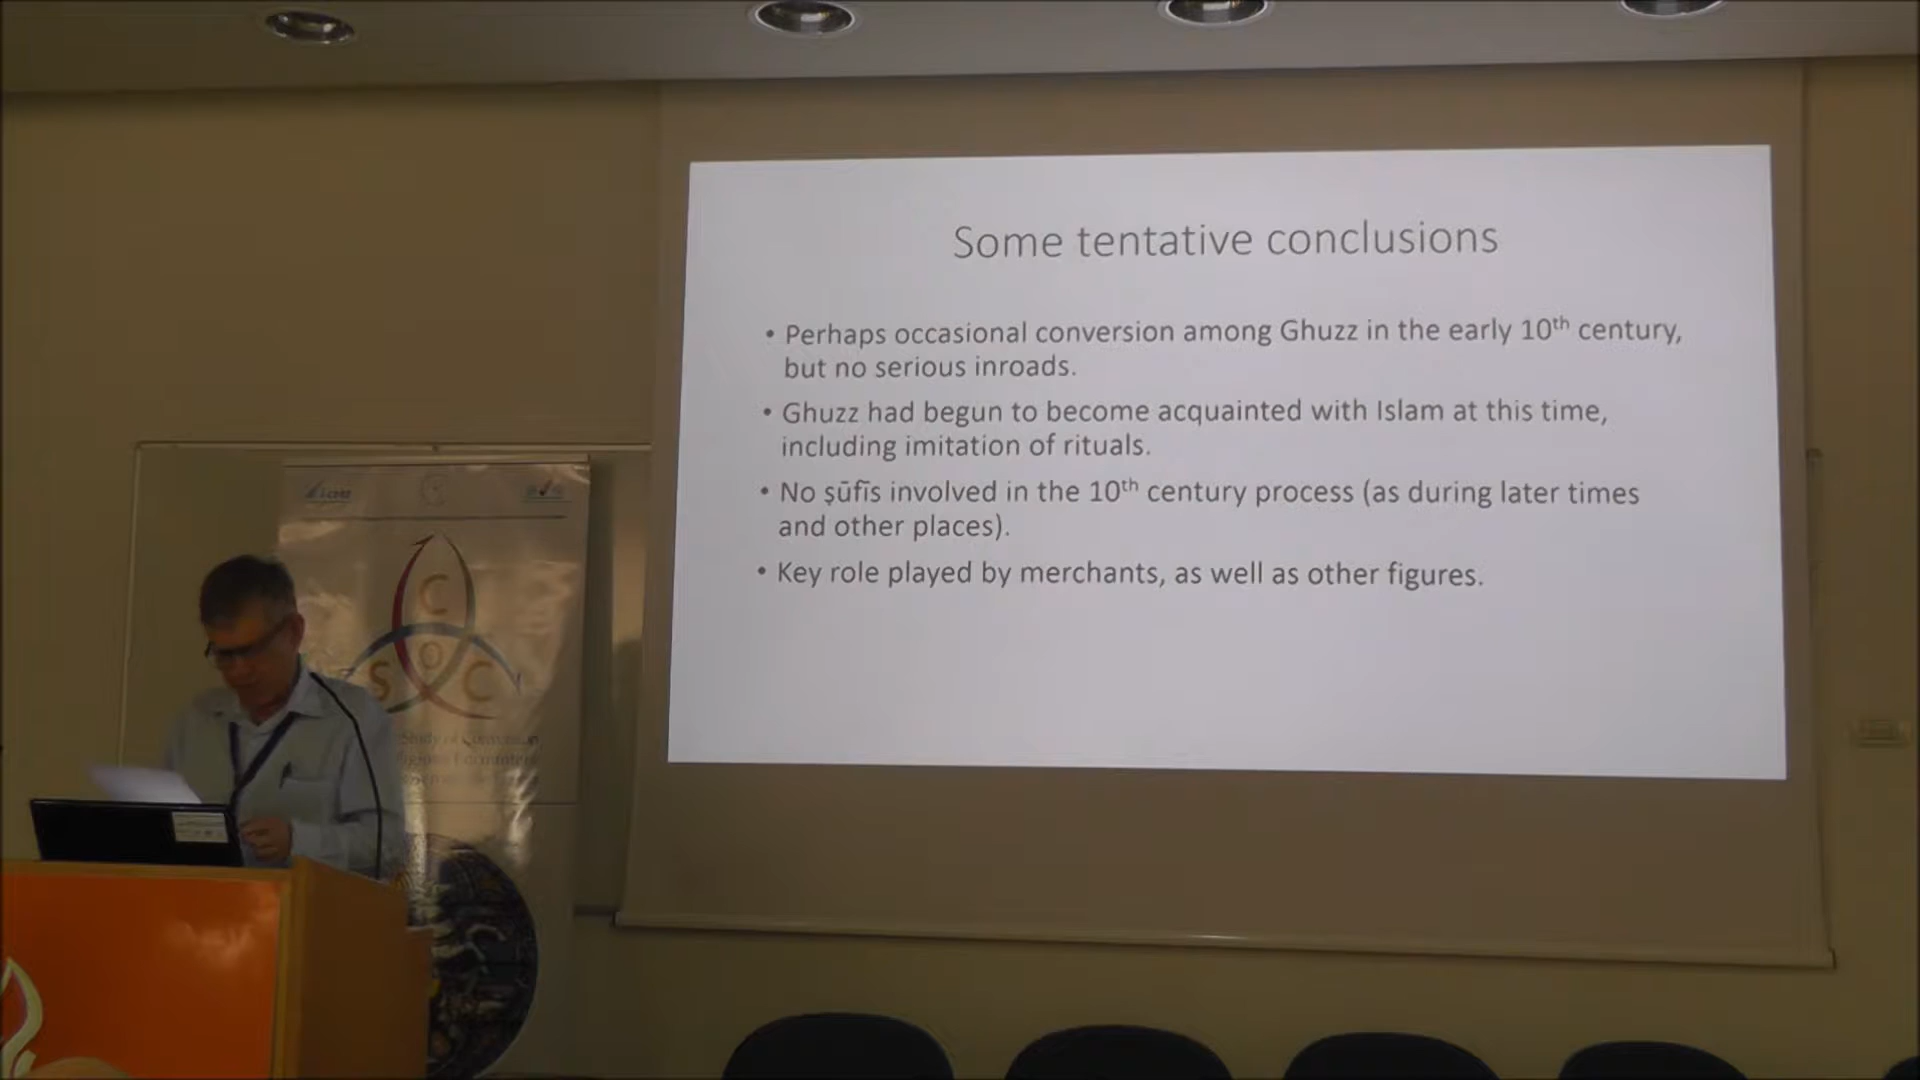 Some tentative conclusions
• Perhaps occasional conversion among Ghuzz in the early 10th century,
but no serious inroads.
• Ghuzz had begun to become acquainted with Islam at this time,
including imitation of rituals.
• No ṣūfīs involved in the 10th century process (as during later times
and other places).
• Key role played by merchants, as well as other figures.
C
S O C
Study of Conversion